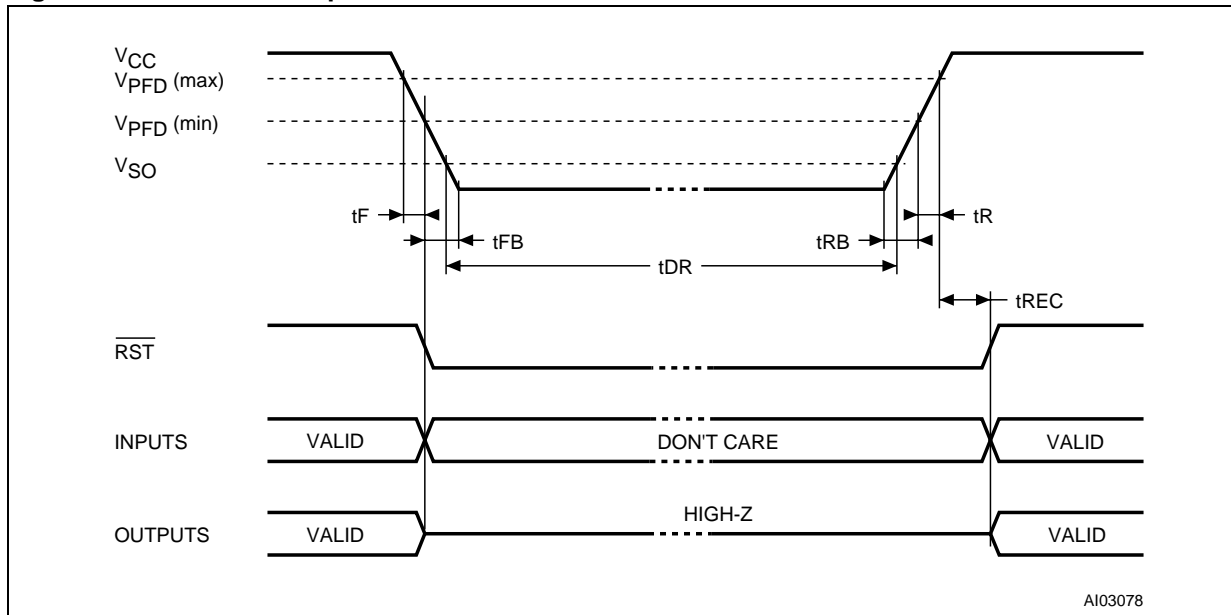 VCC
VPFD (max)
VPFD (min)
VSO
tF
tFB
tDR
tRB
tR
tREC
RST
INPUTS
VALID
DON'T CARE
VALID
OUTPUTS
VALID
HIGH-Z
VALID
AI03078